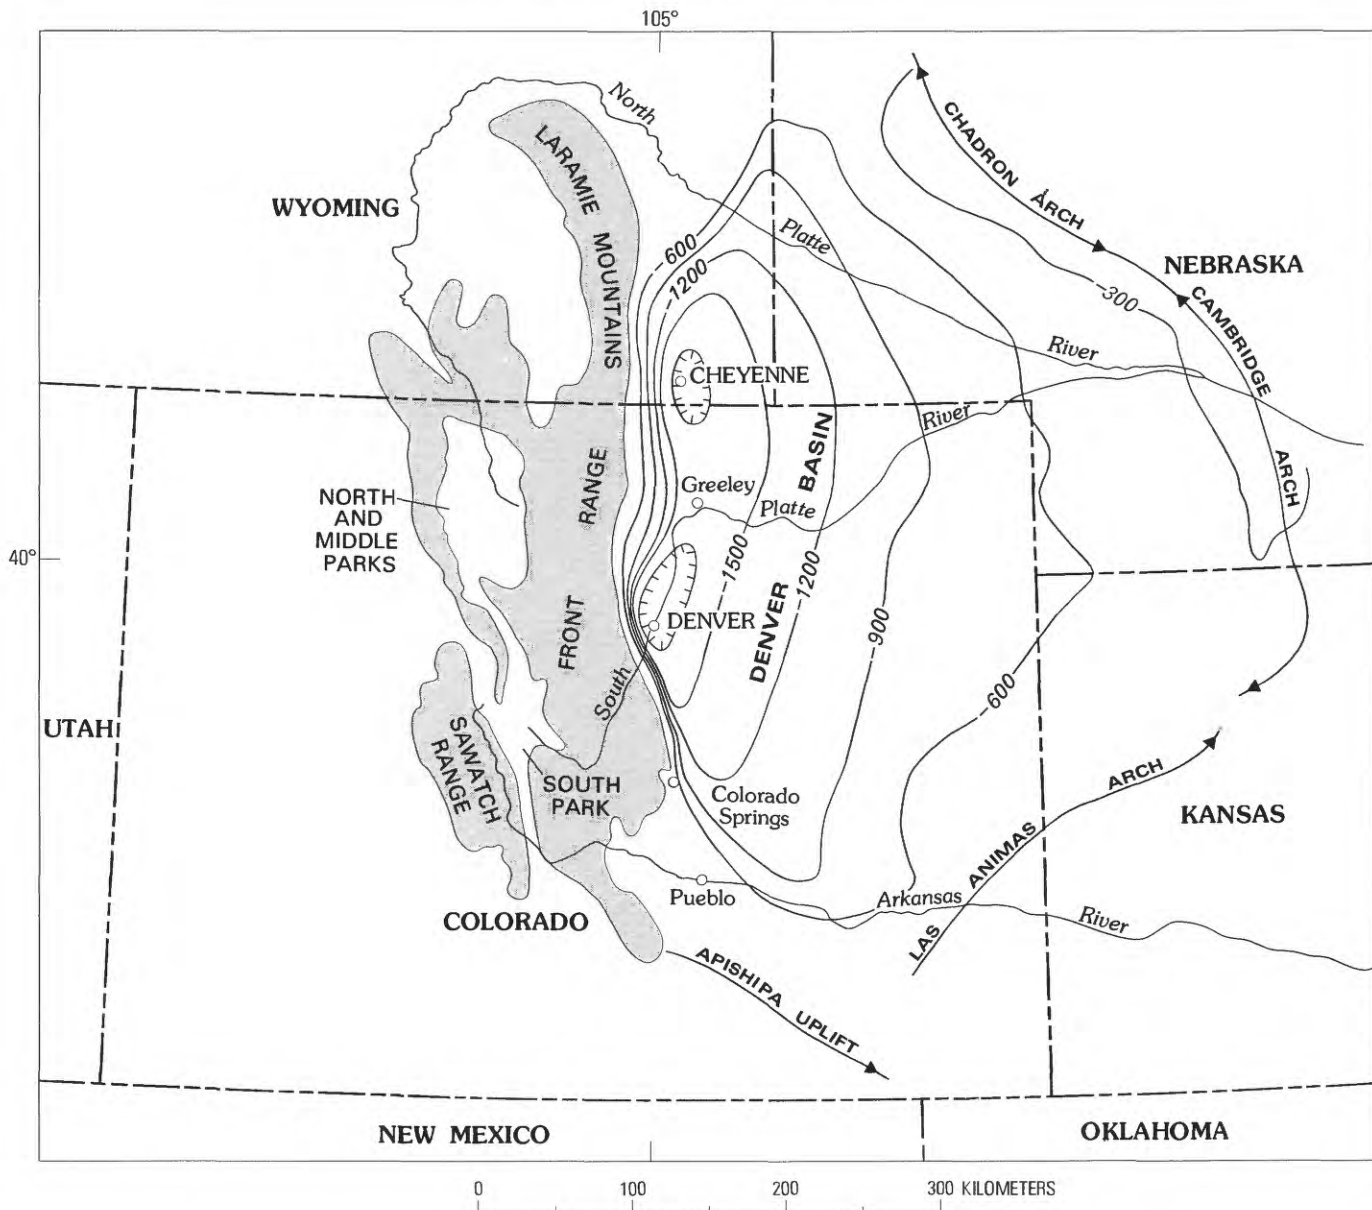 105°
North
CHADRON ARCH
LARAMIE MOUNTAINS
WYOMING
Platte
-600
NEBRASKA
-1200
-300
CAMBRIDGE ARCH
River
CHEYENNE
River
BASIN
RANGE
Greeley
NORTH
AND
MIDDLE
PARKS
Platte
40°
-1500
-1200
DENVER
FRONT
DENVER
-900
South
-600
UTAH
SAWATCH
RANGE
SOUTH
PARK
LAS ANIMAS ARCH
Colorado
Springs
KANSAS
Pueblo
Arkansas
River
COLORADO
APISHIPA UPLIFT
NEW MEXICO
OKLAHOMA
0 100 200 300 KILOMETERS